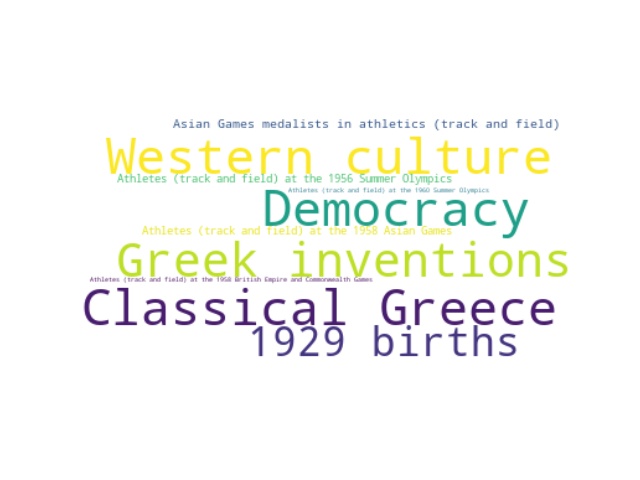 Asian Games medalists in athletics (track and field)
Western culture
Athletes (track and field) at the 1956 Summer Olympics
Athletes (track and field) at the 1960 Summer Olympics
Democracy
Athletes (track and field) at the 1958 Asian Games
Greek inventions
Athletes (track and field) at the 1958 British Empire and Commonwealth Games
Classical Greece
1929 births